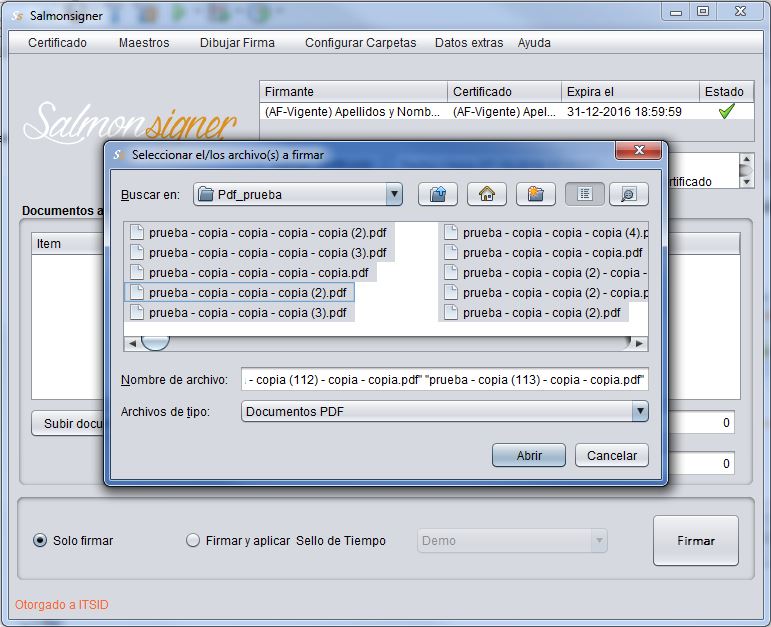 Salmonsigner
Certificado Maestros Dibujar Firma Configurar Carpetas Datos extras Ayuda
Salmonsigner
Firmante Certificado Expira el Estado
(AF-Vigente) Apellidos y Nomb... (AF-Vigente) Apel... 31-12-2016 18:59:59
Seleccionar el/los archivo(s) a firmar
Buscar en: Pdf_prueba
rtificado
Documentos a
Item
prueba - copia - copia - copia - copia (2).pdf
prueba - copia - copia - copia - copia (3).pdf
prueba - copia - copia - copia - copia.pdf
prueba - copia - copia - copia (2).pdf
prueba - copia - copia - copia (3).pdf
prueba - copia - copia - copia (4).p
prueba - copia - copia - copia.pdf
prueba - copia - copia (2) - copia -
prueba - copia - copia (2) - copia.p
prueba - copia - copia (2).pdf
Nombre de archivo: - copia (112) - copia - copia.pdf" "prueba - copia (113) - copia - copia.pdf"
Archivos de tipo: Documentos PDF
Subir docu
0
Abrir Cancelar
0
Solo firmar Firmar y aplicar Sello de Tiempo Demo Firmar
Otorgado a ITSID